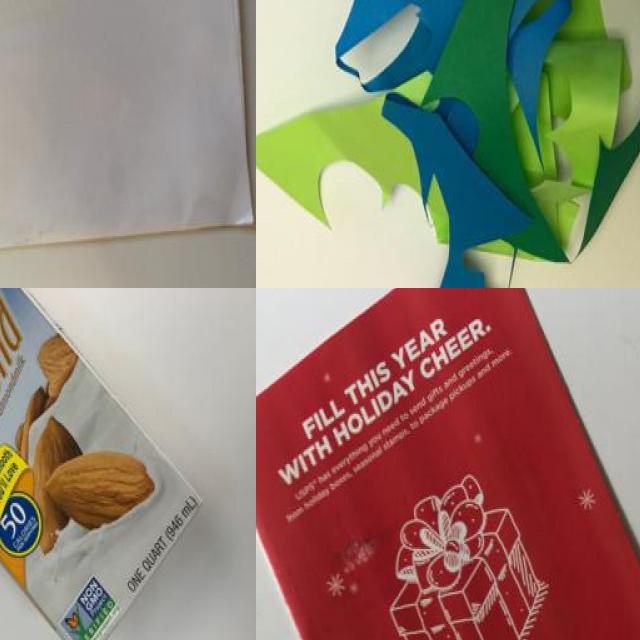 50
CALORIES
ONE QUART (946 mL)
NON
GMO
FILL THIS YEAR
WITH HOLIDAY CHEER.
USPS® has everything you need to send gifts and greetings,
from holiday boxes, seasonal stamps, to package pickups and more.